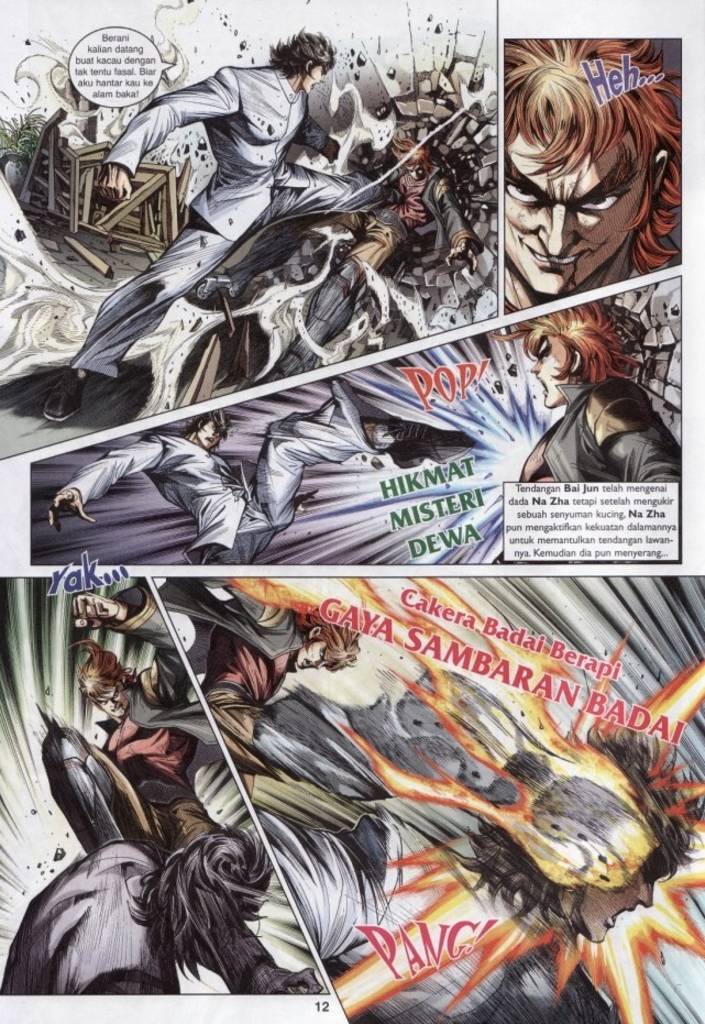 Berani
kalian datang
buat kacau dengan
tak tentu fasal. Biar
aku hantar kau ke
alam baka!
Heh...
POP!
HIKMAT
MISTERI
DEWA
Tendangan Bai Jun telah mengenai
dada Na Zha tetapi setelah mengukir
sebuah senyuman kucing, Na Zha
pun mengaktifkan kekuatan dalamannya
untuk memantulkan tendangan lawan-
nya. Kemudian dia pun menyerang...
Yak...
Cakera Badai Berapi
GAYA SAMBARAN BADAI
PANG!
12